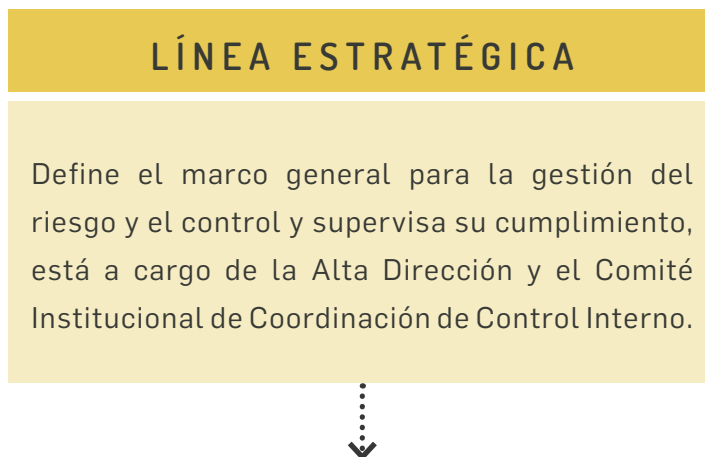 LÍNEA ESTRATÉGICA
Define el marco general para la gestión del
riesgo y el control y supervisa su cumplimiento,
está a cargo de la Alta Dirección y el Comité
Institucional de Coordinación de Control Interno.